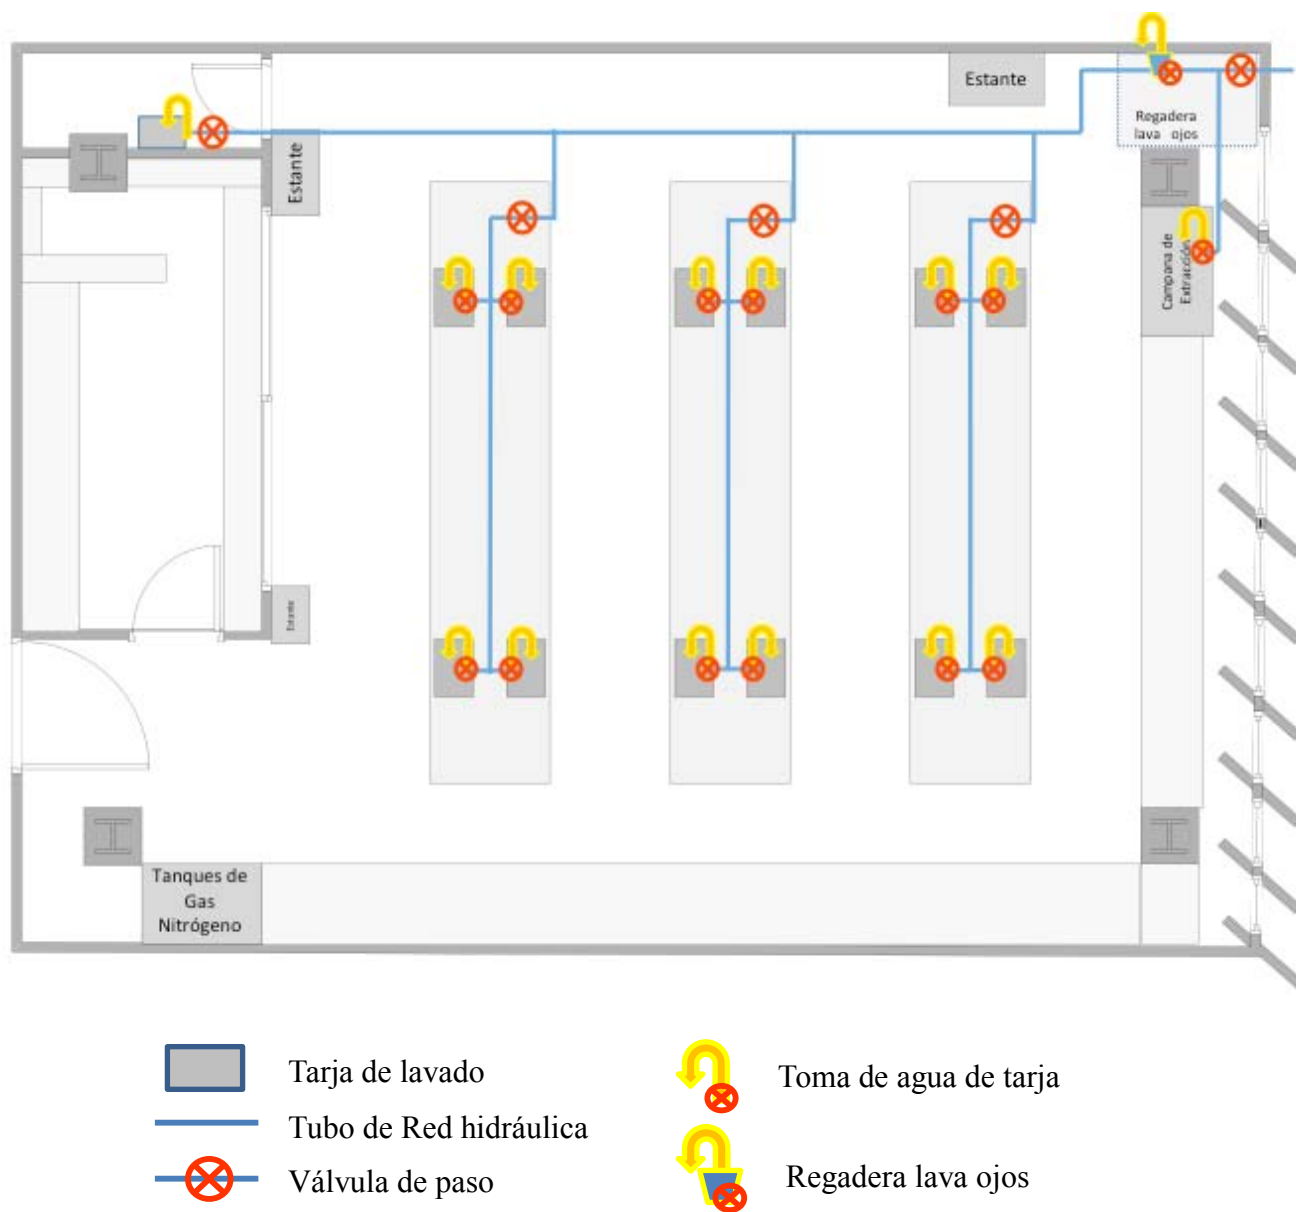 Estante
Regadera
lava ojos
Estante
Campana de
Extracción
Estante
Tanques de
Gas
Nitrógeno
Tarja de lavado
Toma de agua de tarja
Tubo de Red hidráulica
Válvula de paso
Regadera lava ojos